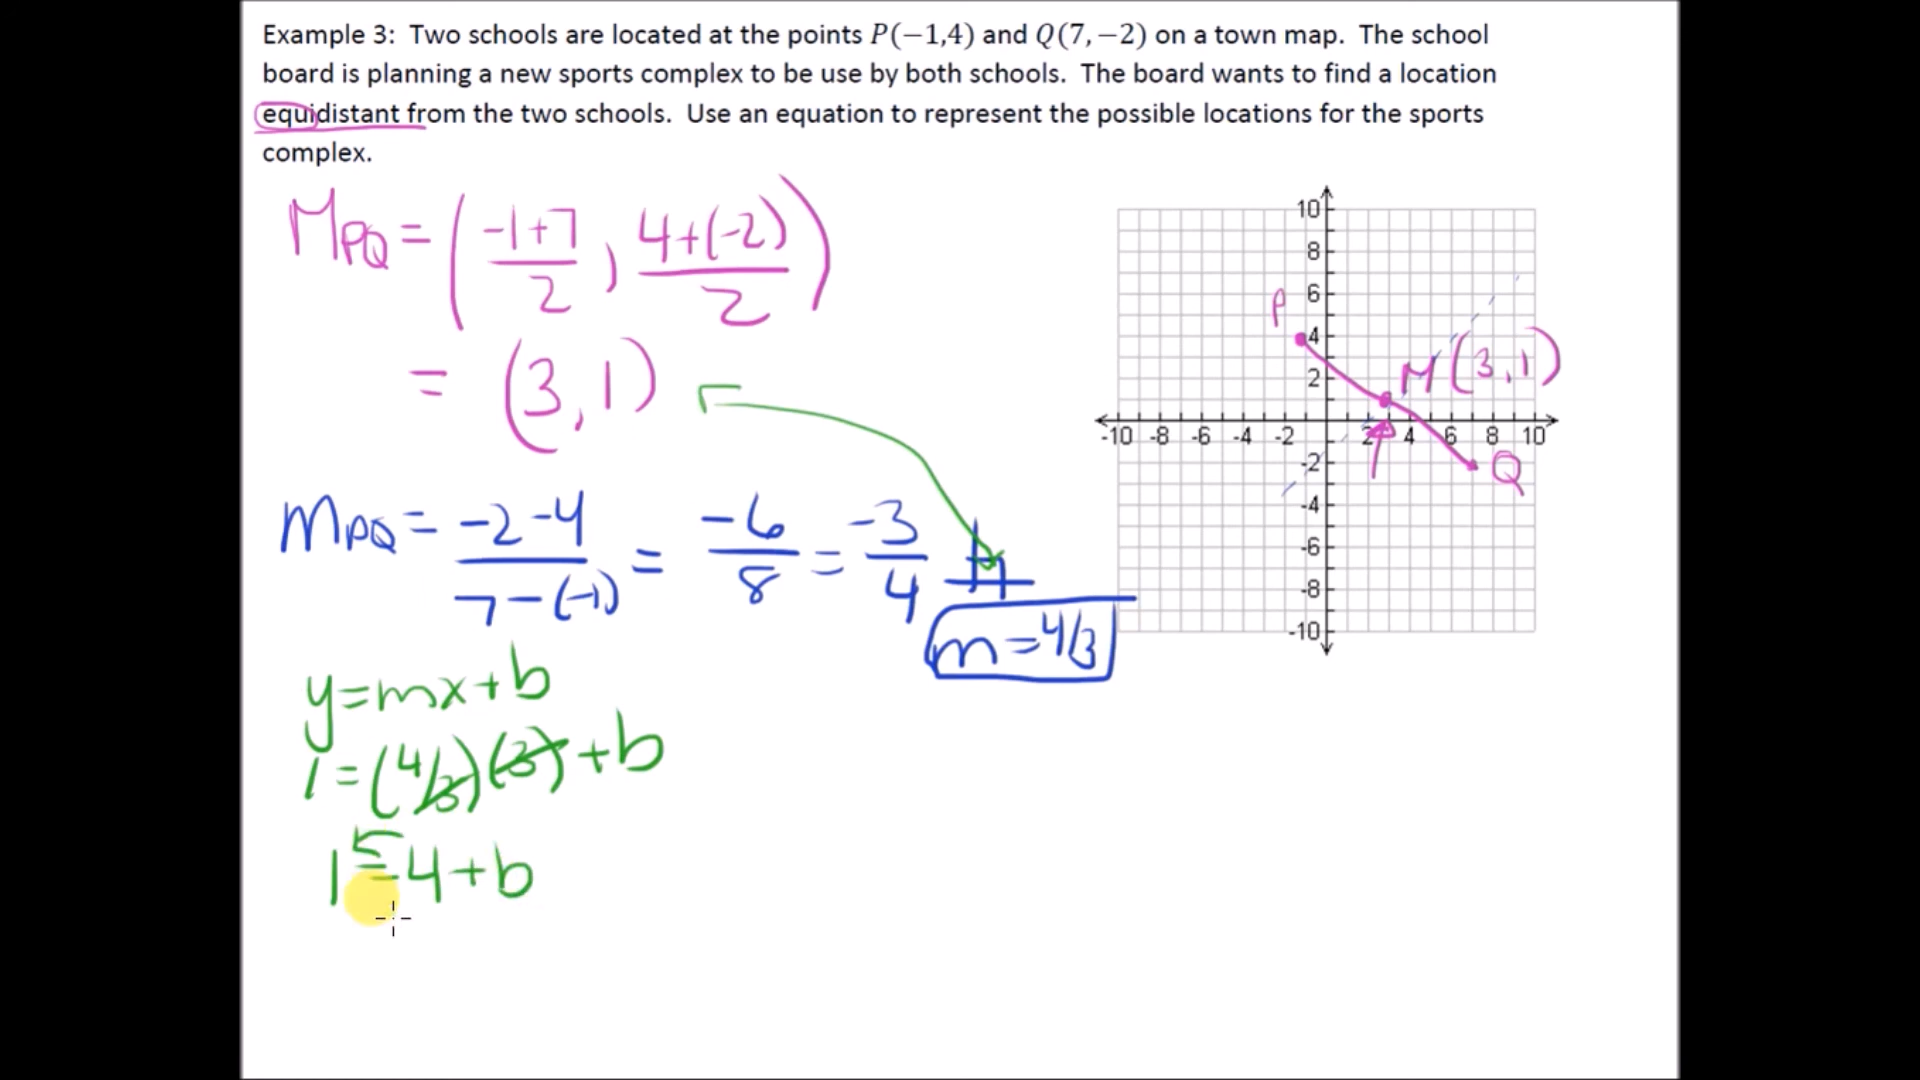 Example 3: Two schools are located at the points P(−1,4) and Q(7,−2) on a town map. The school
board is planning a new sports complex to be use by both schools. The board wants to find a location
equidistant from the two schools. Use an equation to represent the possible locations for the sports
complex.
M_PQ = (-1+7/2, 4+(-2)/2)
= (3,1)
m_PQ = -2-4/7-(-1) = -6/8 = -3/4
m = 4/3
y = mx + b
1 = (4/3)(3) + b
1 = 4 + b
10
8
6
P
4
M (3,1)
2
-10 -8 -6 -4 -2 2 4 6 8 10
-2
Q
-4
-6
-8
-10